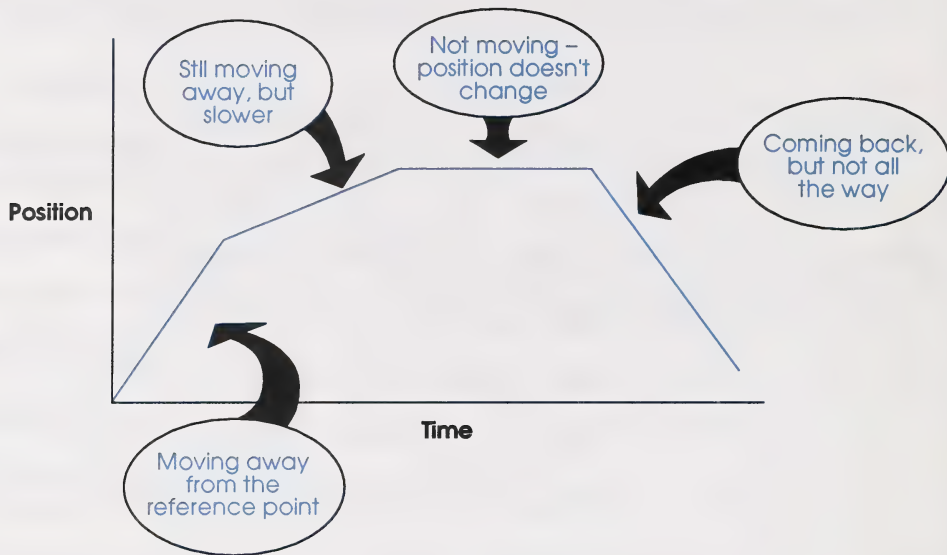 Still moving
away, but
slower
Not moving –
position doesn't
change
Coming back,
but not all
the way
Position
Time
Moving away
from the
reference point